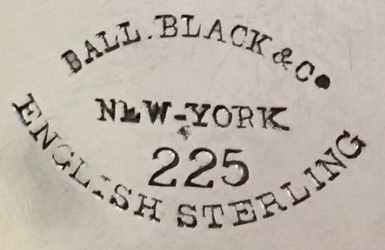 BALL. BLACK & Co
NEW-YORK
225
ENGLISH STERLING